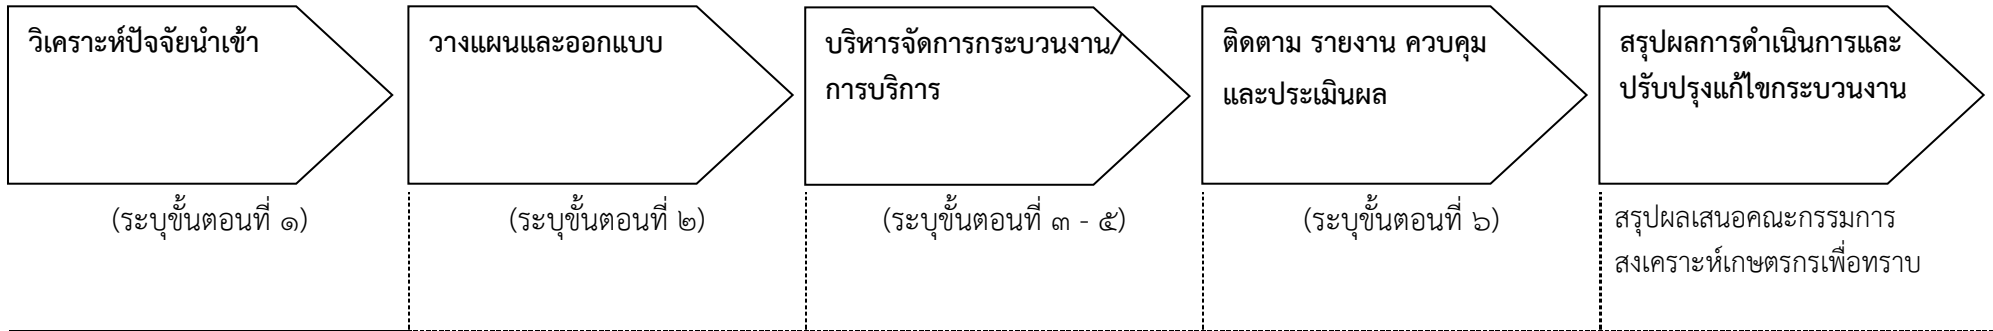 วิเคราะห์ปัจจัยนำเข้า
(ระบุขั้นตอนที่ ๑)
วางแผนและออกแบบ
(ระบุขั้นตอนที่ ๒)
บริหารจัดการกระบวนงาน/
การบริการ
(ระบุขั้นตอนที่ ๓ - ๕)
ติดตาม รายงาน ควบคุม
และประเมินผล
(ระบุขั้นตอนที่ ๖)
สรุปผลการดำเนินการและ
ปรับปรุงแก้ไขกระบวนงาน
สรุปผลเสนอคณะกรรมการ
สงเคราะห์เกษตรกรเพื่อทราบ